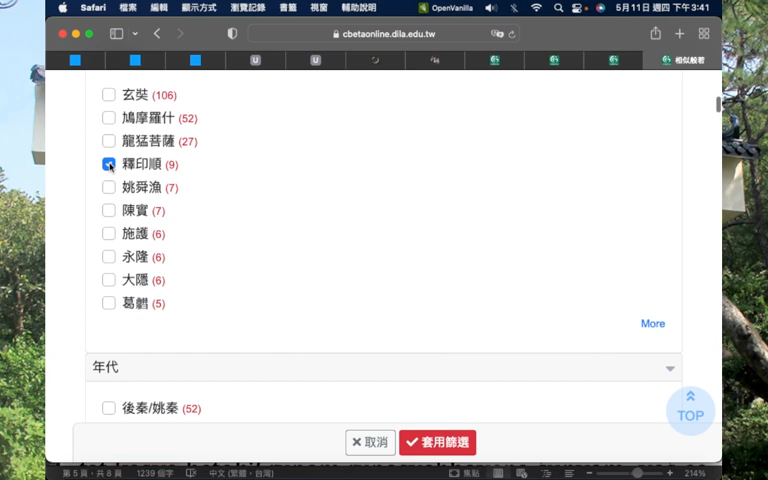 Safari 檔案 編輯 顯示方式 瀏覽記錄 書籤 視窗 輔助說明 OpenVanilla 5月11日 週四 下午3:41
cbetaonline.dila.edu.tw
U U 相似般若
玄奘 (106)
鳩摩羅什 (52)
龍猛菩薩 (27)
釋印順 (9)
姚舜漁 (7)
陳實 (7)
施護 (6)
永隆 (6)
大隱 (6)
葛䵻 (5)
More
年代
後秦/姚秦 (52)
TOP
取消 套用篩選
第 5 頁，共 8 頁 1239 個字 中文 (繁體，台灣) 焦點 214%